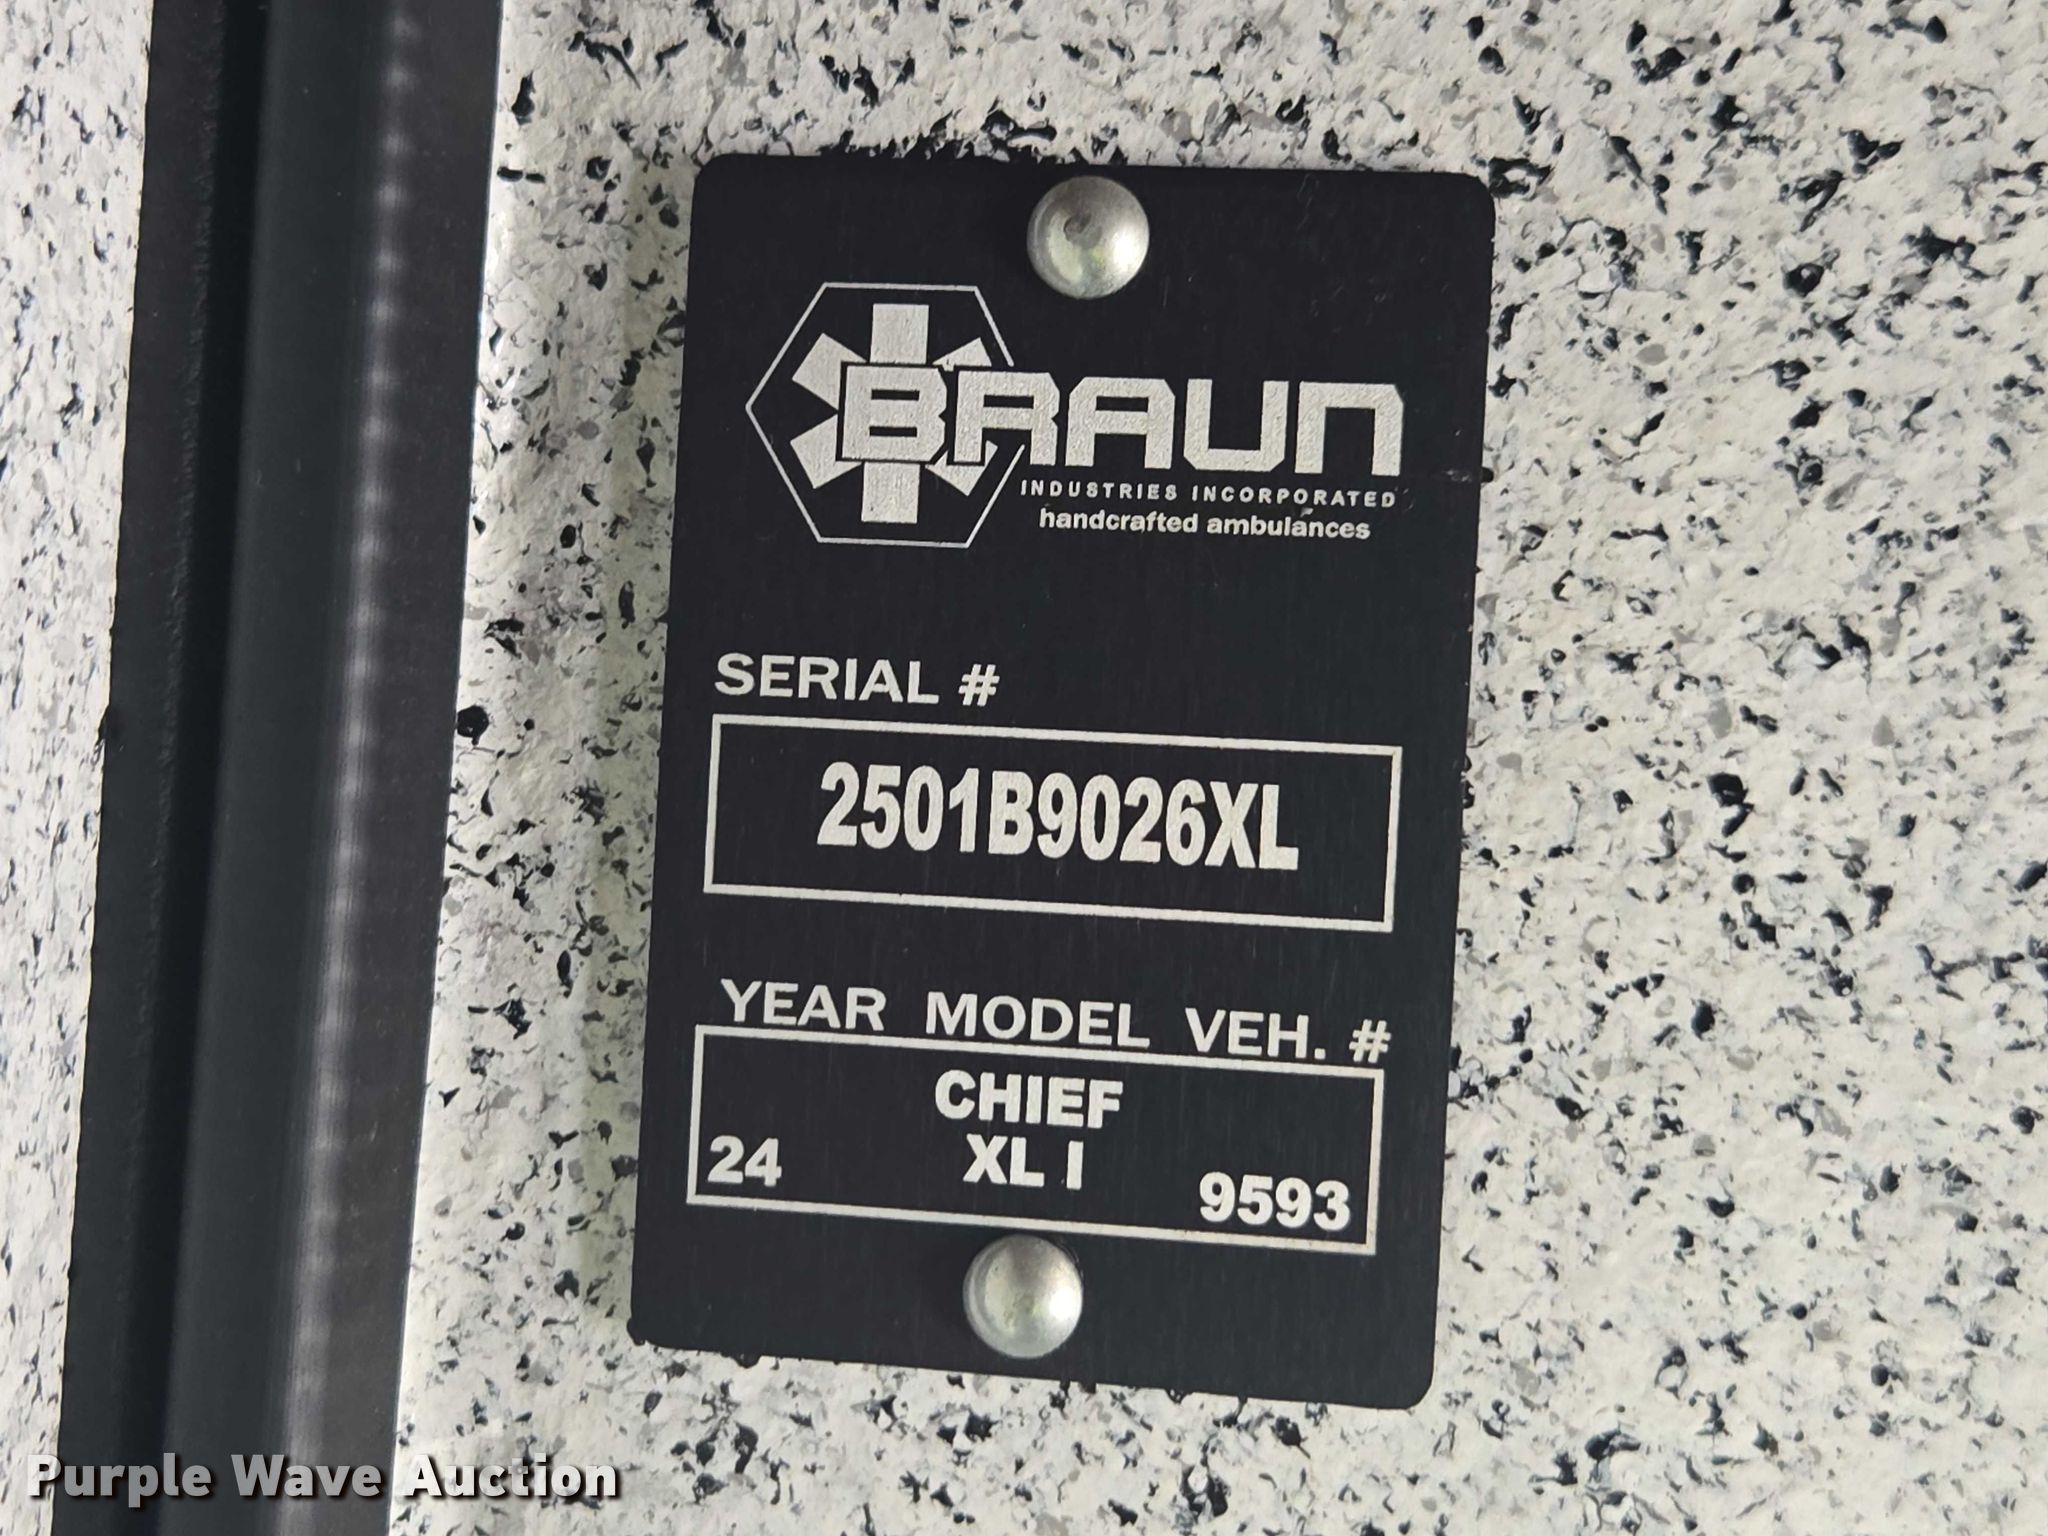 BRAUN
INDUSTRIES INCORPORATED
handcrafted ambulances
SERIAL #
2501B9026XL
YEAR MODEL VEH. #
CHIEF
24 XL I 9593
Purple Wave Auction